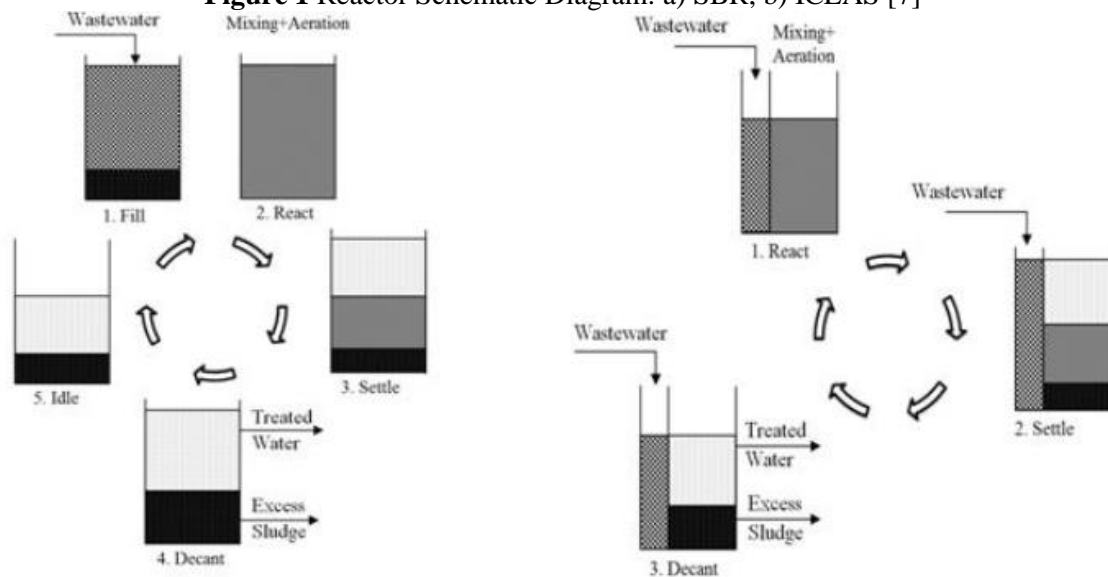 Figure 1 Reactor Schematic Diagram: a) SBR; b) ICEAS [7]
Wastewater
Mixing+Aeration
1. Fill
2. React
3. Settle
4. Decant
Treated
Water
Excess
Sludge
5. Idle
Wastewater
Mixing+
Aeration
1. React
Wastewater
2. Settle
Wastewater
Treated
Water
Excess
Sludge
3. Decant